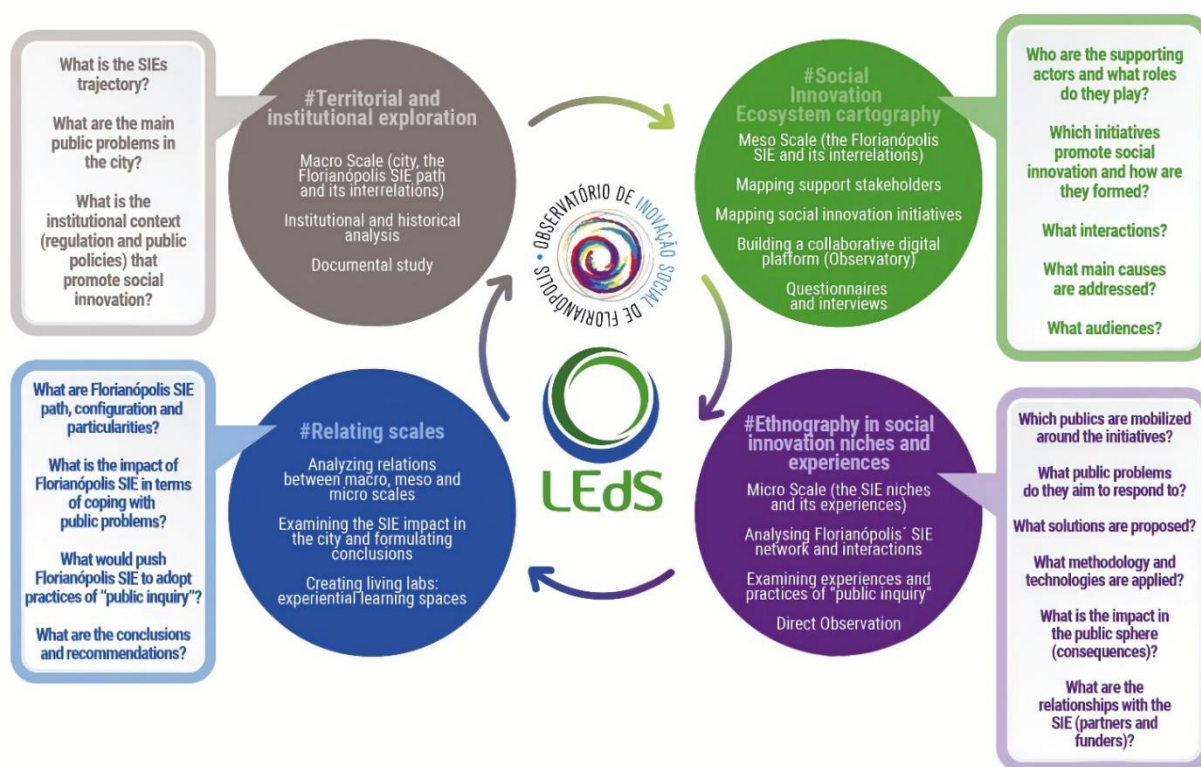 What is the SIEs
trajectory?
What are the main
public problems in
the city?
What is the
institutional context
(regulation and public
policies) that
promote social
innovation?
#Territorial and
institutional exploration
Macro Scale (city, the
Florianópolis SIE path
and its interrelations)
Institutional and historical
analysis
Documental study
OBSERVATÓRIO DE INOVAÇÃO SOCIAL DE FLORIANÓPOLIS •
#Social
Innovation
Ecosystem cartography
Meso Scale (the Florianópolis
SIE and its interrelations)
Mapping support stakeholders
Mapping social innovation initiatives
Building a collaborative digital
platform (Observatory)
Questionnaires
and interviews
Who are the supporting
actors and what roles
do they play?
Which initiatives
promote social
innovation and how are
they formed?
What interactions?
What main causes
are addressed?
What audiences?
What are Florianópolis SIE
path, configuration and
particularities?
What is the impact of
Florianópolis SIE in terms
of coping with
public problems?
What would push
Florianópolis SIE to adopt
practices of “public inquiry”?
What are the conclusions
and recommendations?
#Relating scales
Analyzing relations
between macro, meso and
micro scales
Examining the SIE impact in
the city and formulating
conclusions
Creating living labs:
experiential learning spaces
LEdS
#Ethnography in social
innovation niches and
experiences
Micro Scale (the SIE niches
and its experiences)
Analysing Florianópolis´ SIE
network and interactions
Examining experiences and
practices of “public inquiry”
Direct Observation
Which publics are mobilized
around the initiatives?
What public problems
do they aim to respond to?
What solutions are proposed?
What methodology and
technologies are applied?
What is the impact in
the public sphere
(consequences)?
What are the
relationships with the
SIE (partners and
funders)?